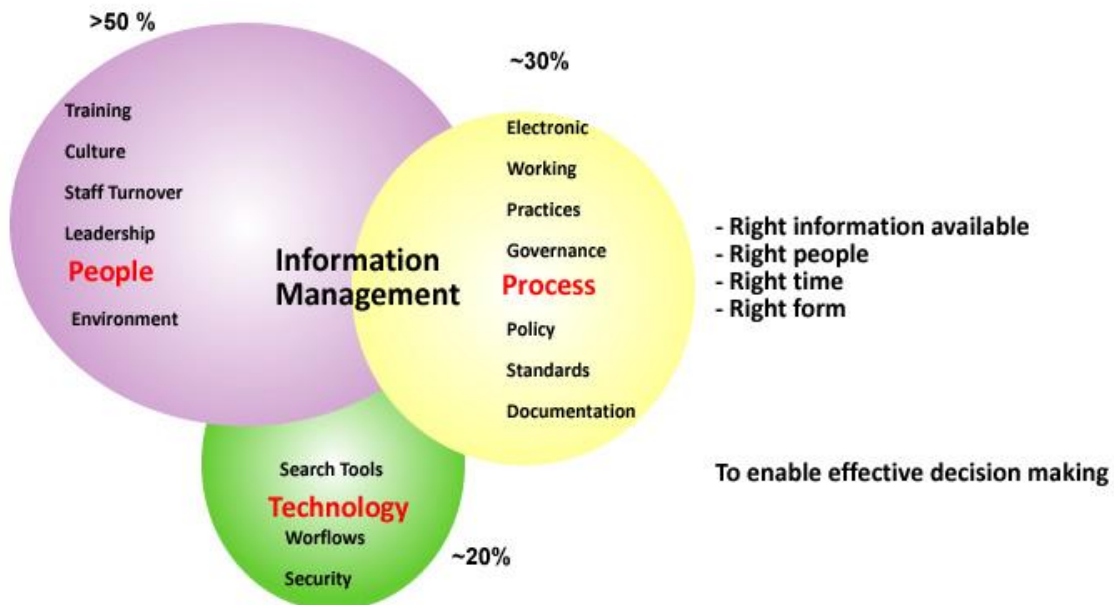 >50 %
~30%
Training
Culture
Staff Turnover
Leadership
People
Environment
Information
Management
Electronic
Working
Practices
Governance
Process
Policy
Standards
Documentation
- Right information available
- Right people
- Right time
- Right form
Search Tools
Technology
Worflows
Security
~20%
To enable effective decision making